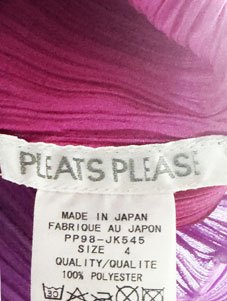 PLEATS PLEASE
MADE IN JAPAN
FABRIQUE AU JAPON
PP98-JK545
SIZE 4
QUALITY/QUALITE
100% POLYESTER